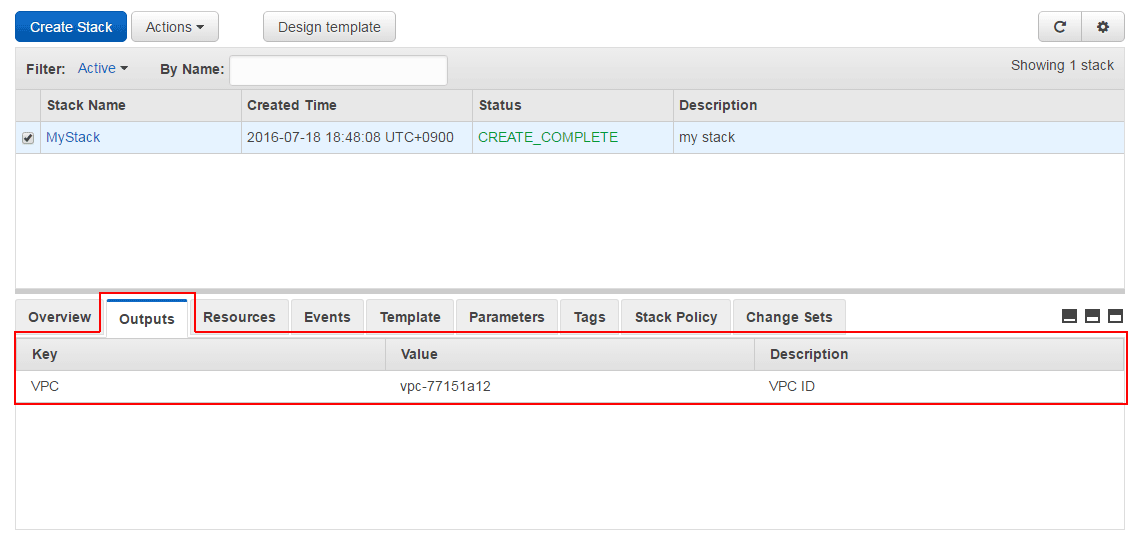 Create Stack Actions Design template
Filter: Active By Name: Showing 1 stack
Stack Name Created Time Status Description
MyStack 2016-07-18 18:48:08 UTC+0900 CREATE_COMPLETE my stack
Overview Outputs Resources Events Template Parameters Tags Stack Policy Change Sets
Key Value Description
VPC vpc-77151a12 VPC ID